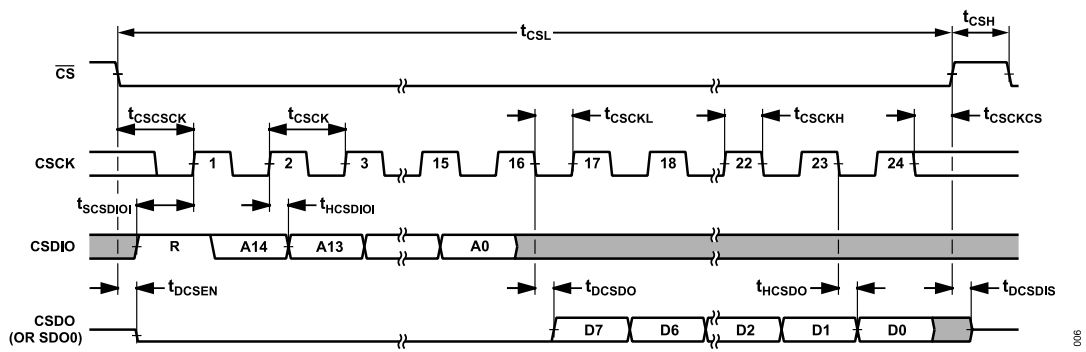 tCSL
tCSH
CS
tCSCSCK
tCSCK
tCSCKL
tCSCKH
tCSCKCS
CSCK
1
2
3
15
16
17
18
22
23
24
tSCSDIOI
tHCSDIOI
CSDIO
R
A14
A13
A0
tDCSEN
tDCSDO
tHCSDO
tDCSDIS
CSDO
(OR SDO0)
D7
D6
D2
D1
D0
006